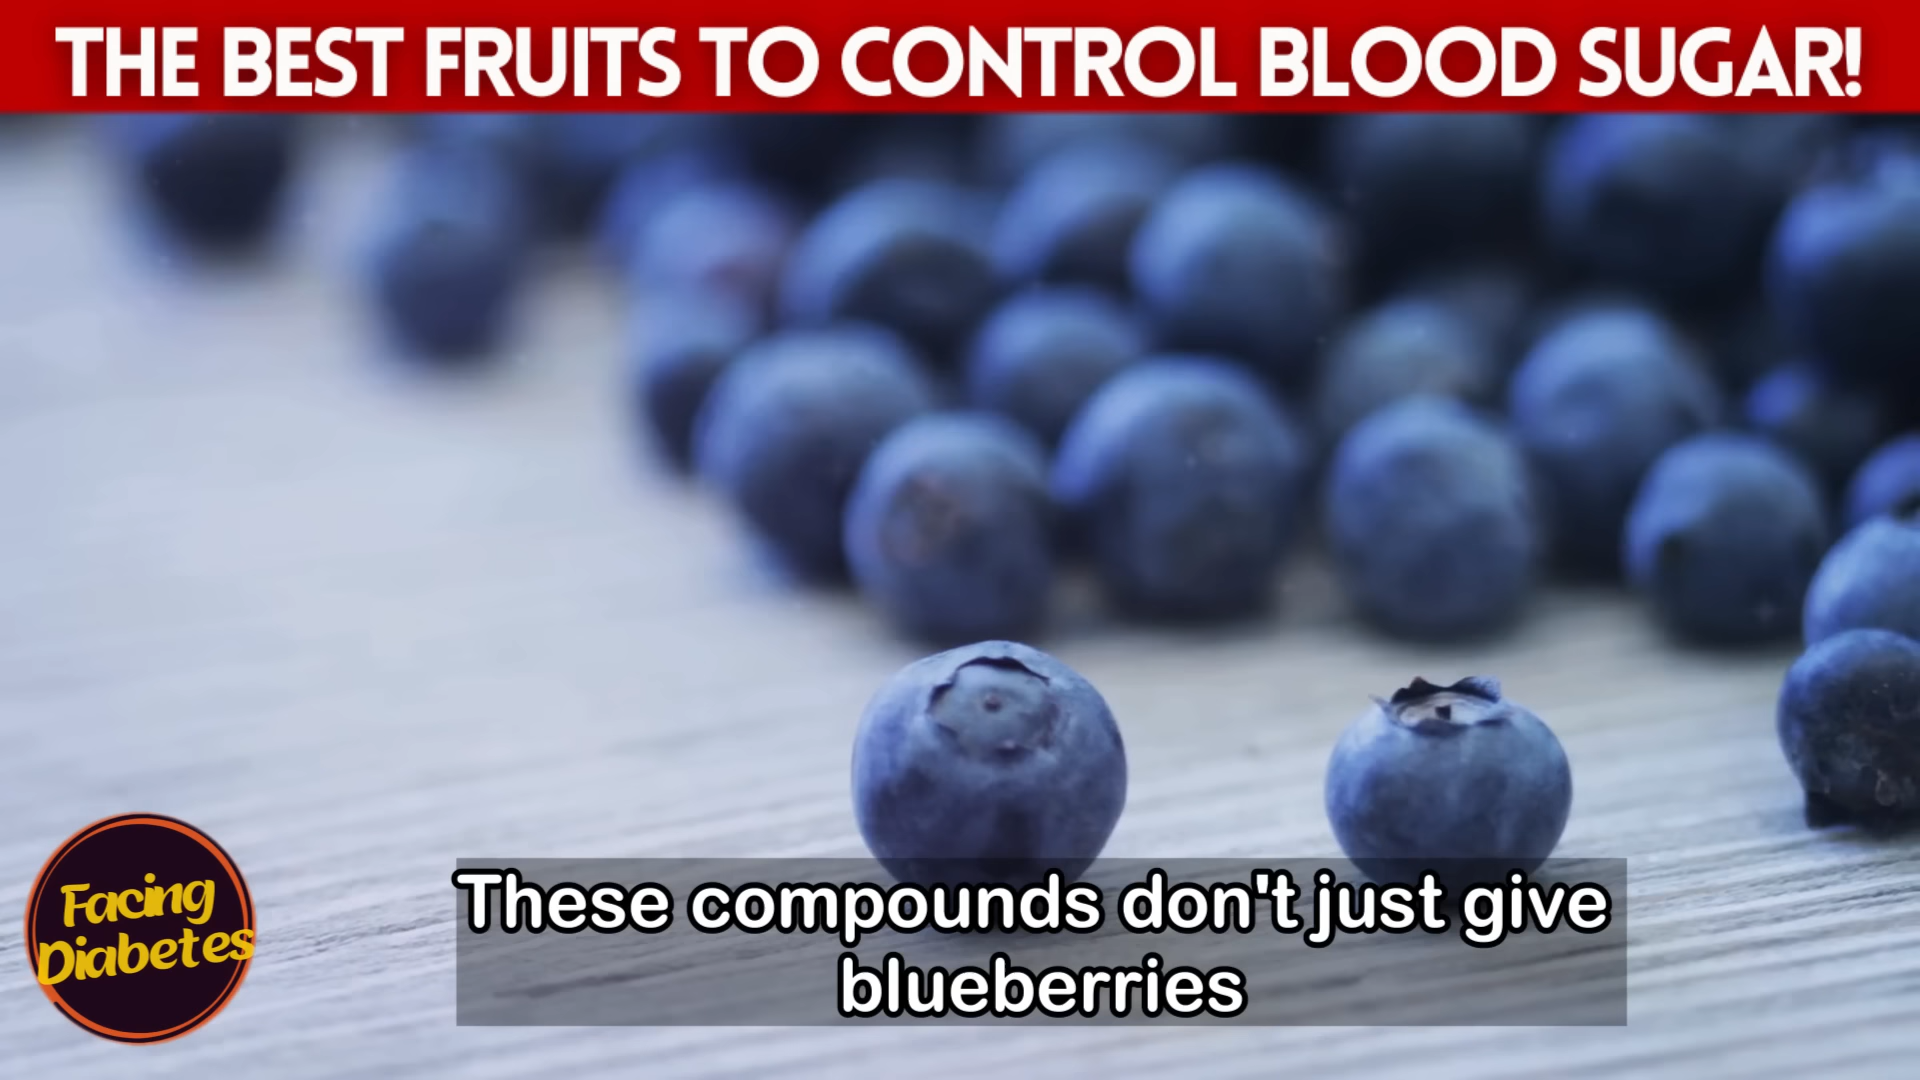 THE BEST FRUITS TO CONTROL BLOOD SUGAR!
Facing
Diabetes
These compounds don't just give
blueberries